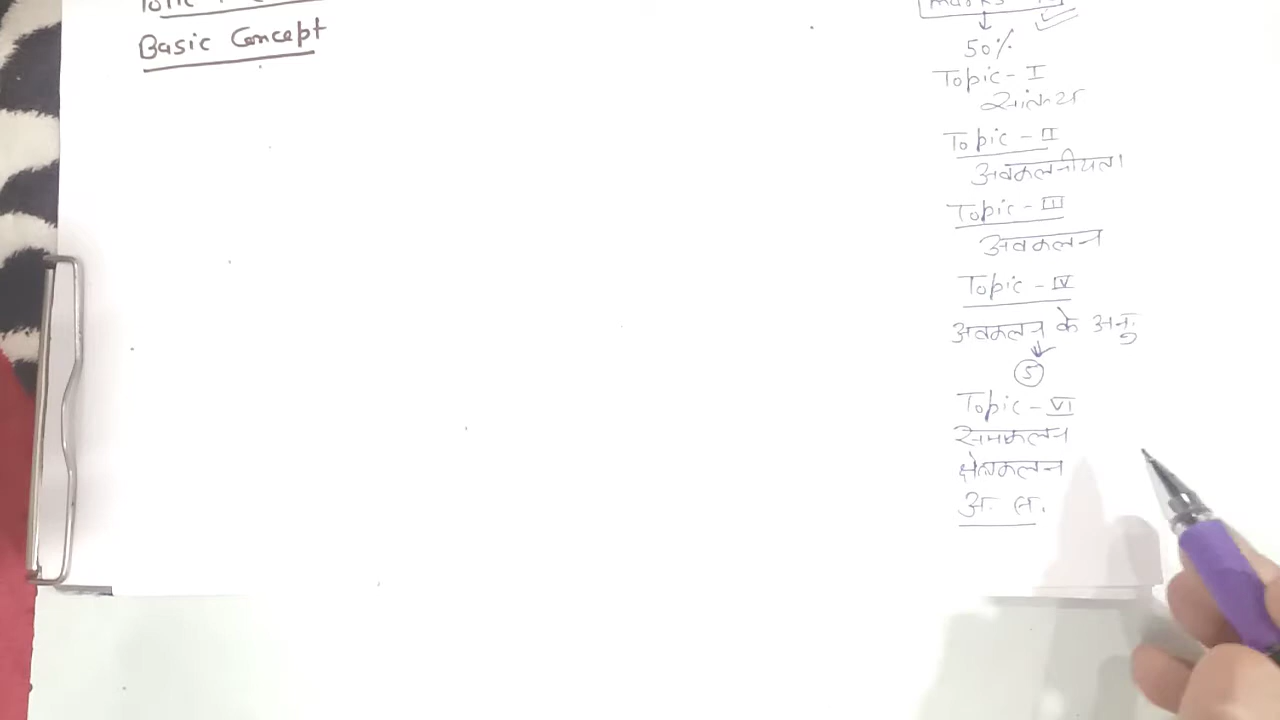 Basic Concept
50%
Topic - I
सांतत्य
Topic - II
अवकलनीयता
Topic - III
अवकलन
Topic - IV
अवकलन के अनु.
5
Topic - VI
समाकलन
क्षेत्रकलन
अ. स.